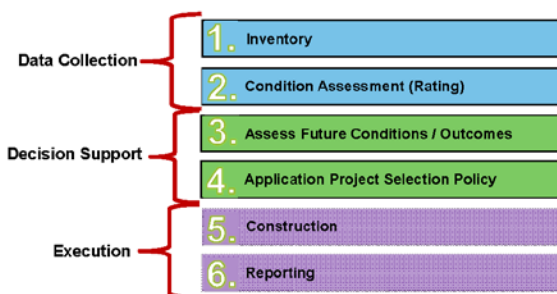 Data Collection
1. Inventory
2. Condition Assessment (Rating)
Decision Support
3. Assess Future Conditions / Outcomes
4. Application Project Selection Policy
Execution
5. Construction
6. Reporting